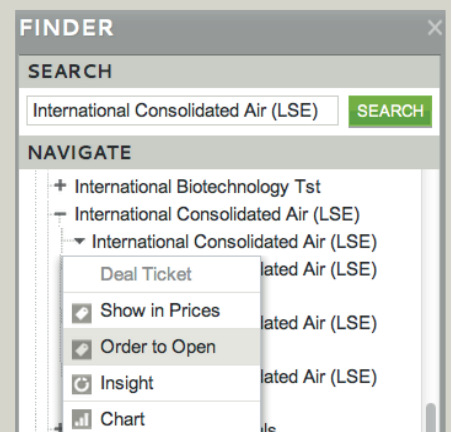 FINDER
SEARCH
International Consolidated Air (LSE) SEARCH
NAVIGATE
International Biotechnology Tst
International Consolidated Air (LSE)
International Consolidated Air (LSE)
Deal Ticket lated Air (LSE)
Show in Prices
lated Air (LSE)
Order to Open
Insight lated Air (LSE)
Chart
ls